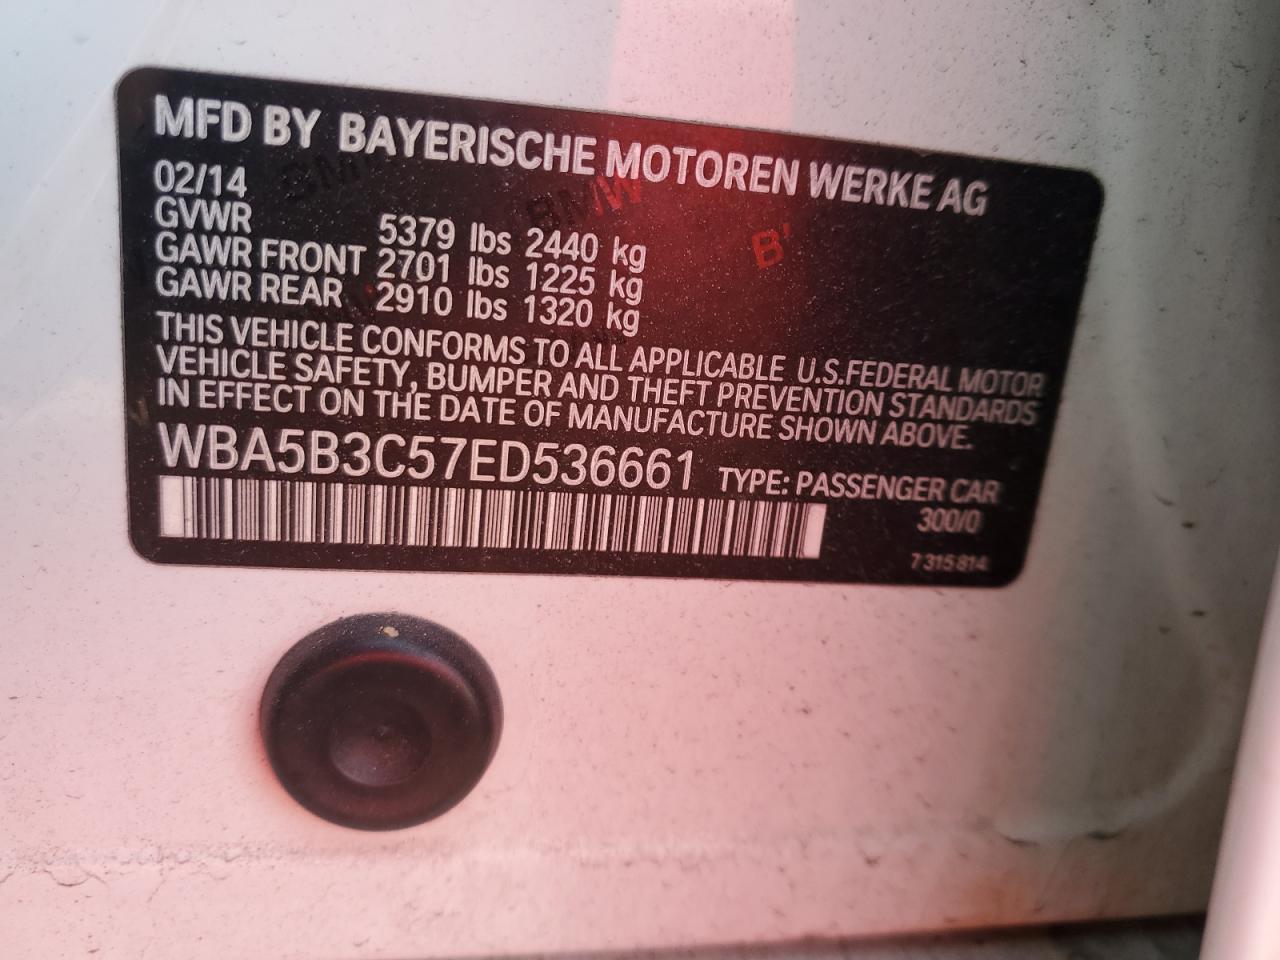 MFD BY BAYERISCHE MOTOREN WERKE AG
02/14
GVWR 5379 lbs 2440 kg
GAWR FRONT 2701 lbs 1225 kg
GAWR REAR 2910 lbs 1320 kg
THIS VEHICLE CONFORMS TO ALL APPLICABLE U.S.FEDERAL MOTOR
VEHICLE SAFETY, BUMPER AND THEFT PREVENTION STANDARDS
IN EFFECT ON THE DATE OF MANUFACTURE SHOWN ABOVE.
WBA5B3C57ED536661 TYPE: PASSENGER CAR
300/0
7 315 814
BMW
BMW